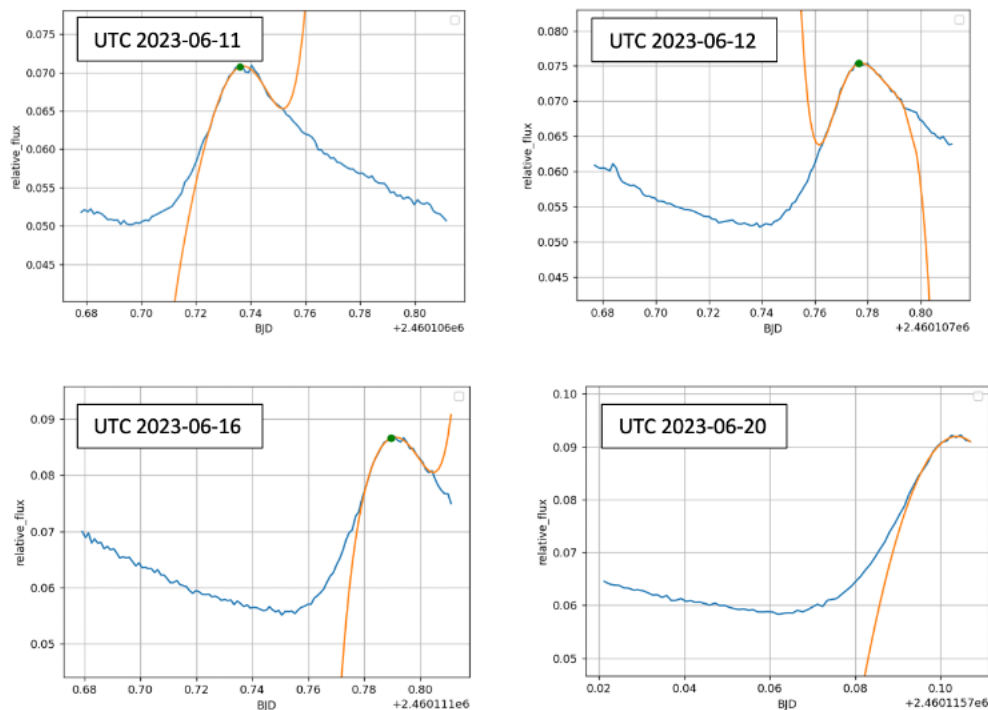 UTC 2023-06-11
relative_flux
0.075
0.070
0.065
0.060
0.055
0.050
0.045
0.68 0.70 0.72 0.74 0.76 0.78 0.80
BJD
+2.460106e6
UTC 2023-06-12
relative_flux
0.080
0.075
0.070
0.065
0.060
0.055
0.050
0.045
0.68 0.70 0.72 0.74 0.76 0.78 0.80
BJD
+2.460107e6
UTC 2023-06-16
relative_flux
0.09
0.08
0.07
0.06
0.05
0.68 0.70 0.72 0.74 0.76 0.78 0.80
BJD
+2.460111e6
UTC 2023-06-20
relative_flux
0.10
0.09
0.08
0.07
0.06
0.05
0.02 0.04 0.06 0.08 0.10
BJD
+2.4601157e6